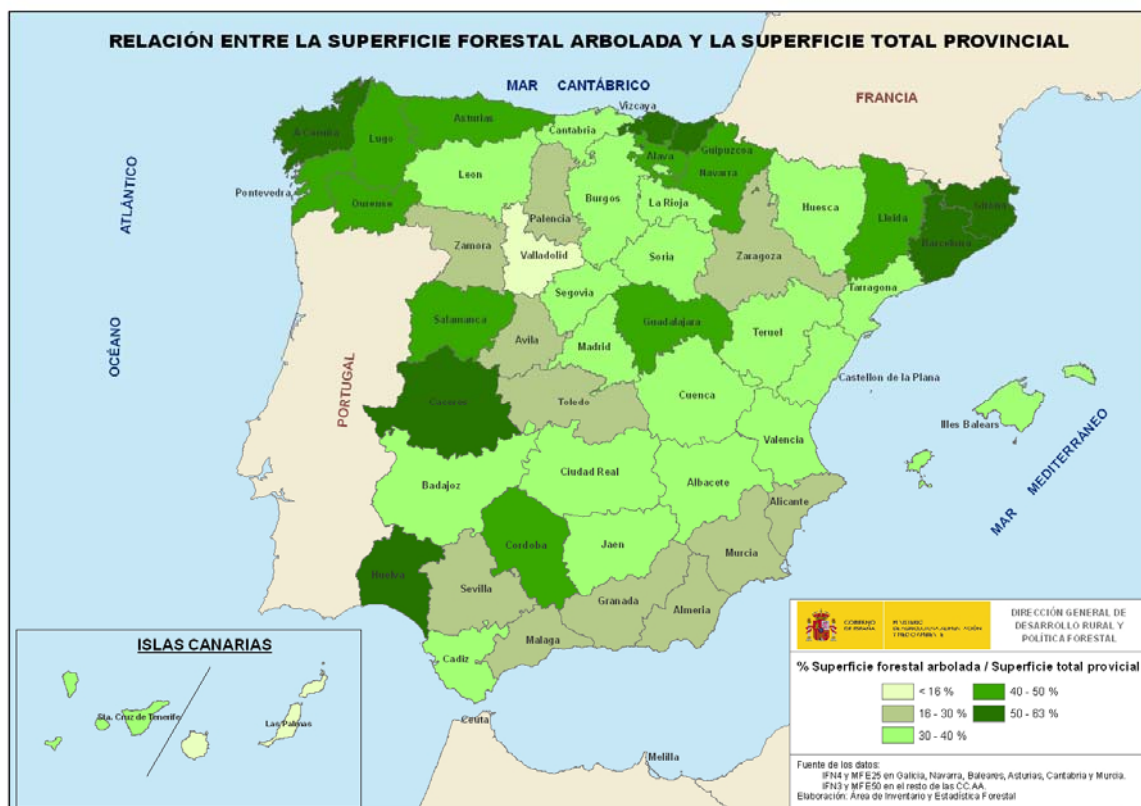 RELACIÓN ENTRE LA SUPERFICIE FORESTAL ARBOLADA Y LA SUPERFICIE TOTAL PROVINCIAL
MAR CANTÁBRICO
FRANCIA
OCÉANO ATLÁNTICO
PORTUGAL
MAR MEDITERRÁNEO
A Coruña
Lugo
Asturias
Cantabria
Vizcaya
Guipuzcoa
Alava
Navarra
Pontevedra
Ourense
Leon
Palencia
Burgos
La Rioja
Huesca
Lleida
Girona
Barcelona
Zamora
Valladolid
Soria
Zaragoza
Tarragona
Segovia
Salamanca
Avila
Madrid
Guadalajara
Teruel
Castellon de la Plana
Caceres
Toledo
Cuenca
Valencia
Illes Balears
Badajoz
Ciudad Real
Albacete
Alicante
Cordoba
Jaen
Murcia
Huelva
Sevilla
Granada
Almeria
Malaga
Cadiz
Ceuta
Melilla
ISLAS CANARIAS
Sta. Cruz de Tenerife
Las Palmas
GOBIERNO
DE ESPAÑA
MINISTERIO
DIRECCIÓN GENERAL DE
DESARROLLO RURAL Y
POLÍTICA FORESTAL
% Superficie forestal arbolada / Superficie total provicial
< 16 %
16 - 30 %
30 - 40 %
40 - 50 %
50 - 63 %
Fuente de los datos:
IFN4 y MFE25 en Galicia, Navarra, Baleares, Asturias, Cantabria y Murcia.
IFN3 y MFE50 en el resto de las CC.AA.
Elaboración: Área de Inventario y Estadística Forestal